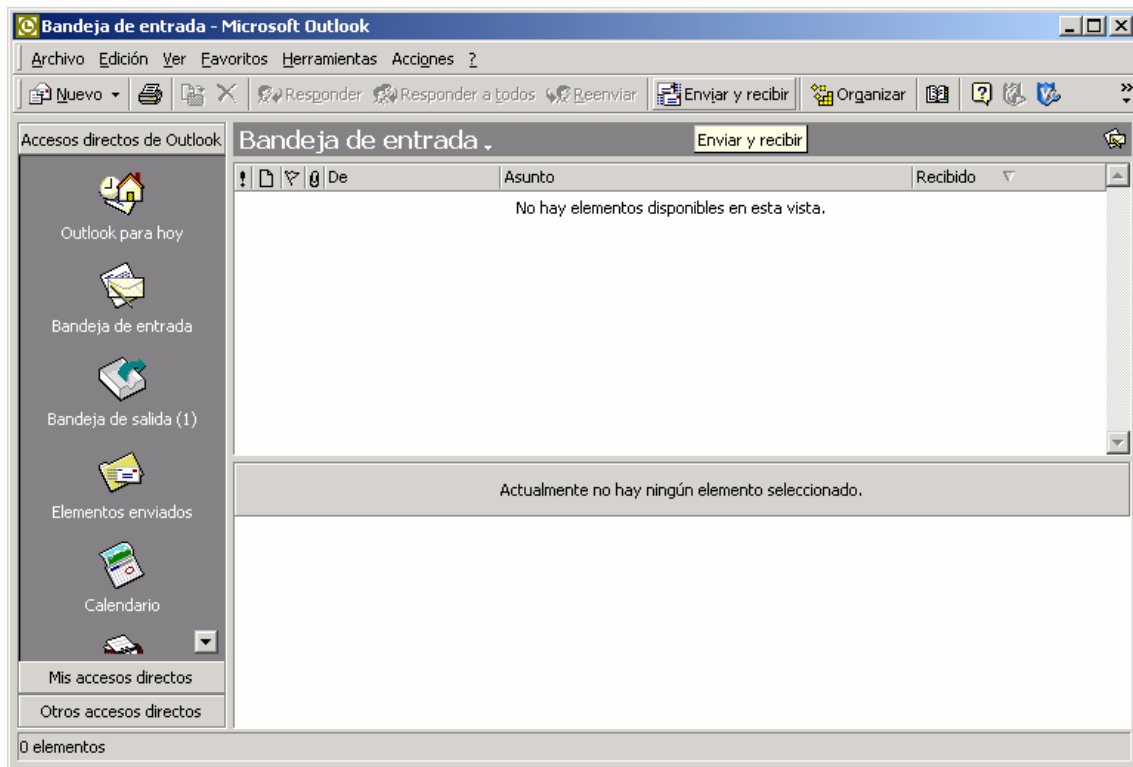 Bandeja de entrada - Microsoft Outlook
Archivo Edición Ver Favoritos Herramientas Acciones ?
Nuevo Responder Responder a todos Reenviar Enviar y recibir Organizar
Accesos directos de Outlook
Bandeja de entrada
Enviar y recibir
De Asunto Recibido
No hay elementos disponibles en esta vista.
Outlook para hoy
Bandeja de entrada
Bandeja de salida (1)
Elementos enviados
Calendario
Actualmente no hay ningún elemento seleccionado.
Mis accesos directos
Otros accesos directos
0 elementos